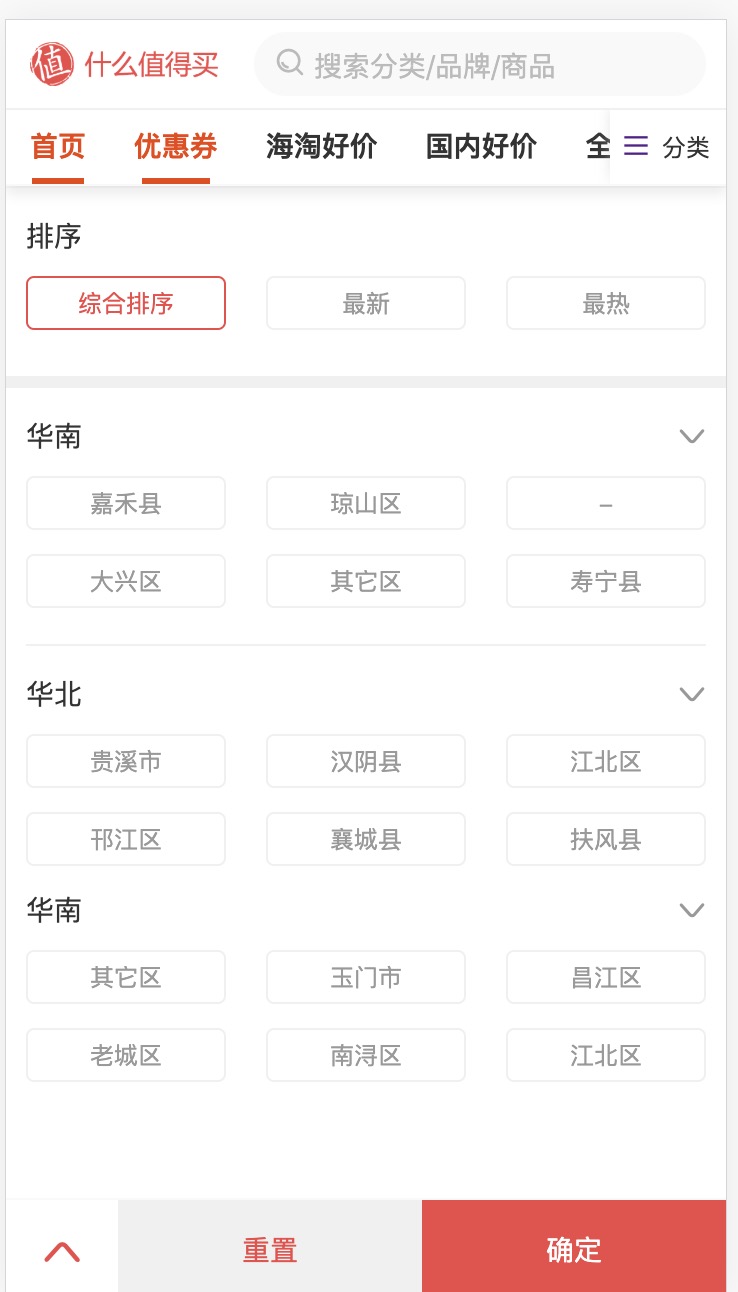 值 什么值得买 搜索分类/品牌/商品
首页 优惠券 海淘好价 国内好价 全 分类
排序
综合排序 最新 最热
华南
嘉禾县 琼山区 –
大兴区 其它区 寿宁县
华北
贵溪市 汉阴县 江北区
邗江区 襄城县 扶风县
华南
其它区 玉门市 昌江区
老城区 南浔区 江北区
重置 确定